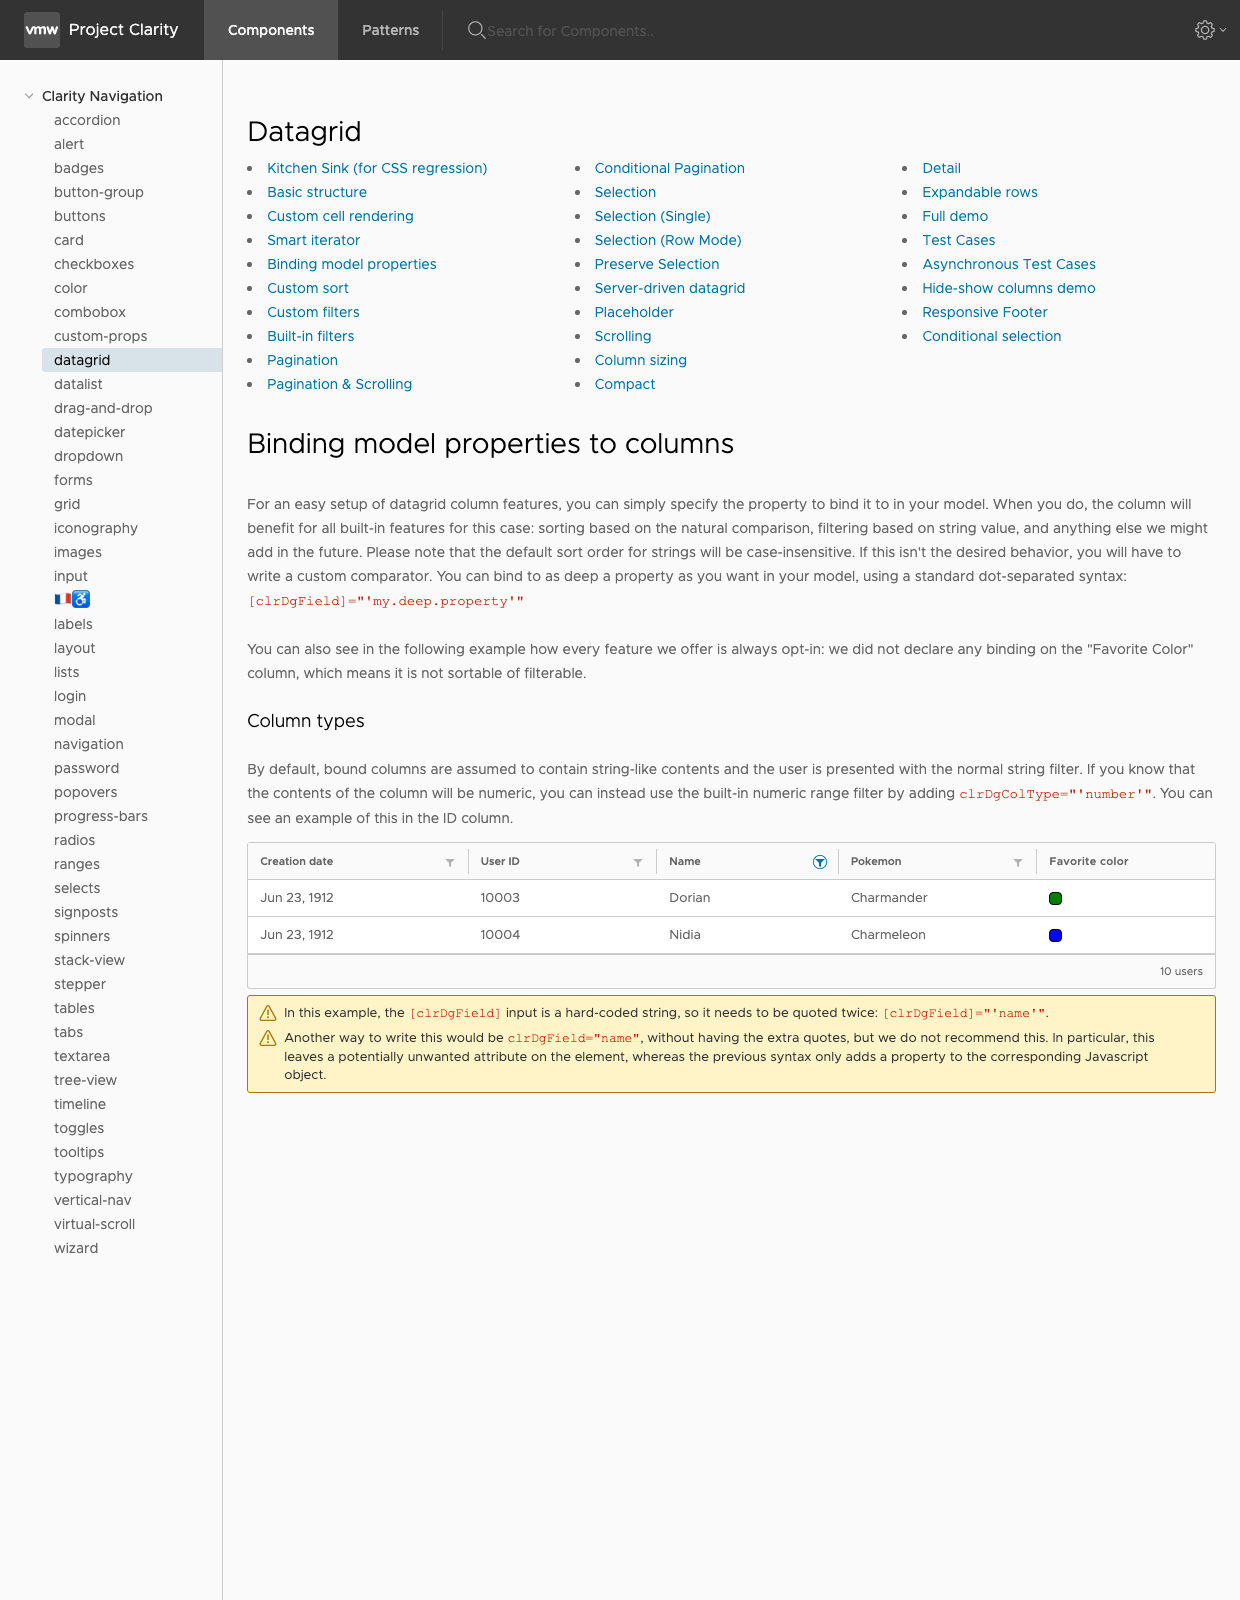 vmw Project Clarity
Components
Patterns
Search for Components..
Clarity Navigation
accordion
alert
badges
button-group
buttons
card
checkboxes
color
combobox
custom-props
datagrid
datalist
drag-and-drop
datepicker
dropdown
forms
grid
iconography
images
input
🇫🇷♿
labels
layout
lists
login
modal
navigation
password
popovers
progress-bars
radios
ranges
selects
signposts
spinners
stack-view
stepper
tables
tabs
textarea
tree-view
timeline
toggles
tooltips
typography
vertical-nav
virtual-scroll
wizard
Datagrid
Kitchen Sink (for CSS regression)
Basic structure
Custom cell rendering
Smart iterator
Binding model properties
Custom sort
Custom filters
Built-in filters
Pagination
Pagination & Scrolling
Conditional Pagination
Selection
Selection (Single)
Selection (Row Mode)
Preserve Selection
Server-driven datagrid
Placeholder
Scrolling
Column sizing
Compact
Detail
Expandable rows
Full demo
Test Cases
Asynchronous Test Cases
Hide-show columns demo
Responsive Footer
Conditional selection
Binding model properties to columns
For an easy setup of datagrid column features, you can simply specify the property to bind it to in your model. When you do, the column will
benefit for all built-in features for this case: sorting based on the natural comparison, filtering based on string value, and anything else we might
add in the future. Please note that the default sort order for strings will be case-insensitive. If this isn't the desired behavior, you will have to
write a custom comparator. You can bind to as deep a property as you want in your model, using a standard dot-separated syntax:
[clrDgField]="'my.deep.property'"
You can also see in the following example how every feature we offer is always opt-in: we did not declare any binding on the "Favorite Color"
column, which means it is not sortable of filterable.
Column types
By default, bound columns are assumed to contain string-like contents and the user is presented with the normal string filter. If you know that
the contents of the column will be numeric, you can instead use the built-in numeric range filter by adding clrDgColType="'number'". You can
see an example of this in the ID column.
Creation date User ID Name Pokemon Favorite color
Jun 23, 1912 10003 Dorian Charmander
Jun 23, 1912 10004 Nidia Charmeleon
10 users
In this example, the [clrDgField] input is a hard-coded string, so it needs to be quoted twice: [clrDgField]="'name'".
Another way to write this would be clrDgField="name", without having the extra quotes, but we do not recommend this. In particular, this
leaves a potentially unwanted attribute on the element, whereas the previous syntax only adds a property to the corresponding Javascript
object.